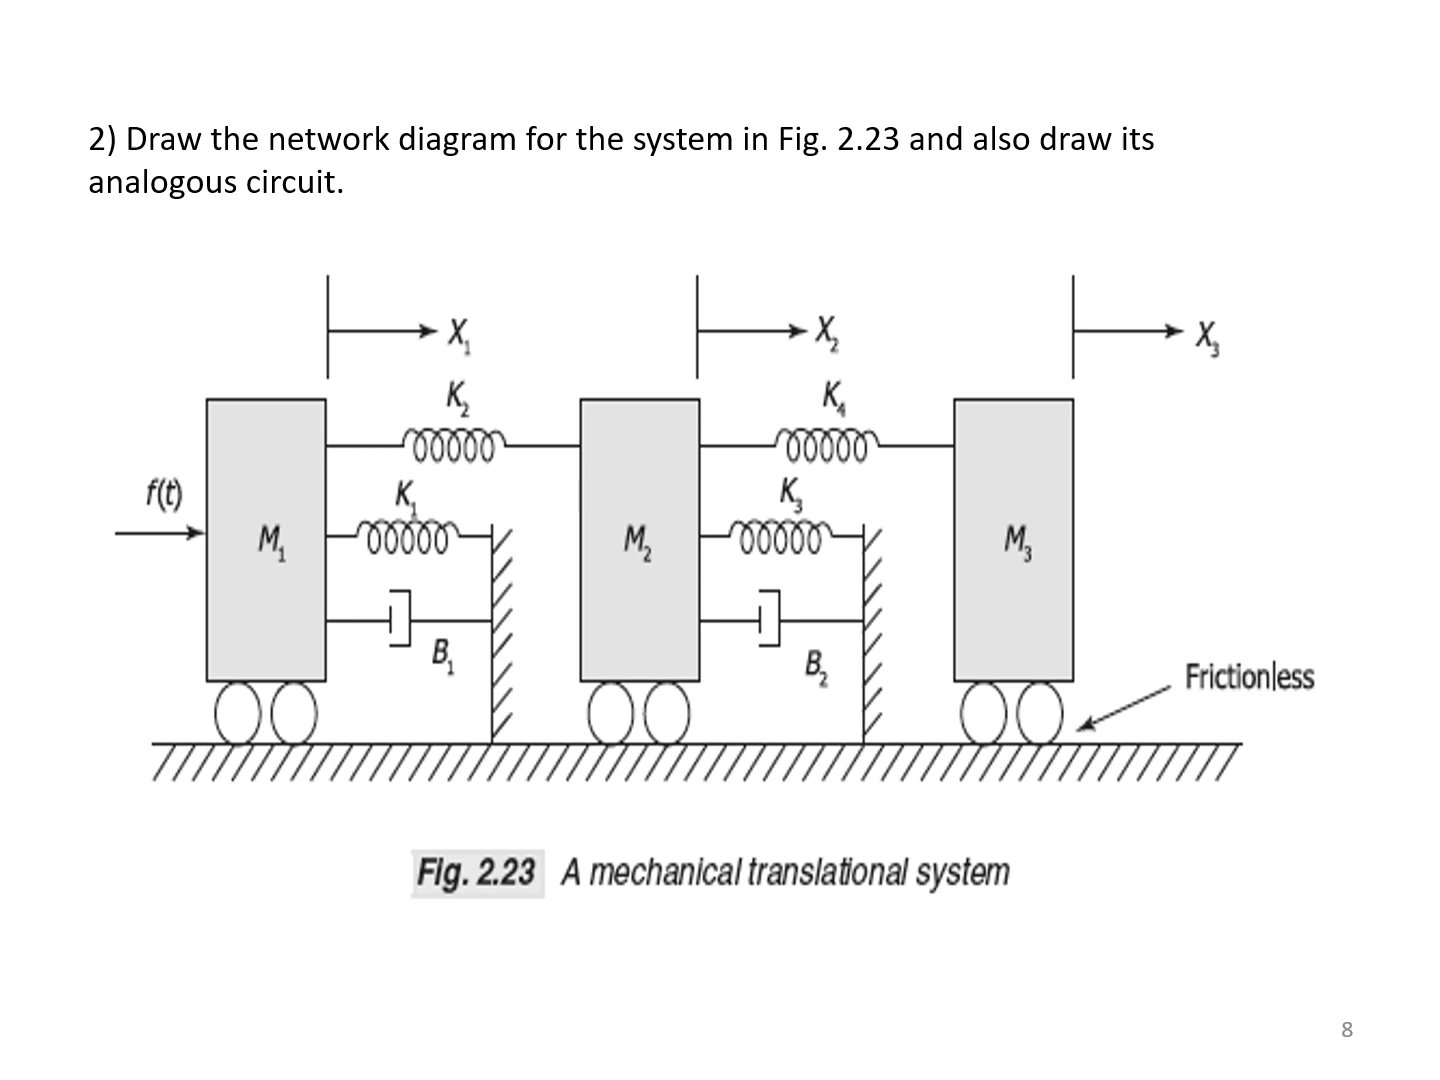 2) Draw the network diagram for the system in Fig. 2.23 and also draw its
analogous circuit.
X₁
X₂
X₃
K₂
K₄
f(t)
K₁
K₃
M₁
M₂
M₃
B₁
B₂
Frictionless
Fig. 2.23 A mechanical translational system
8